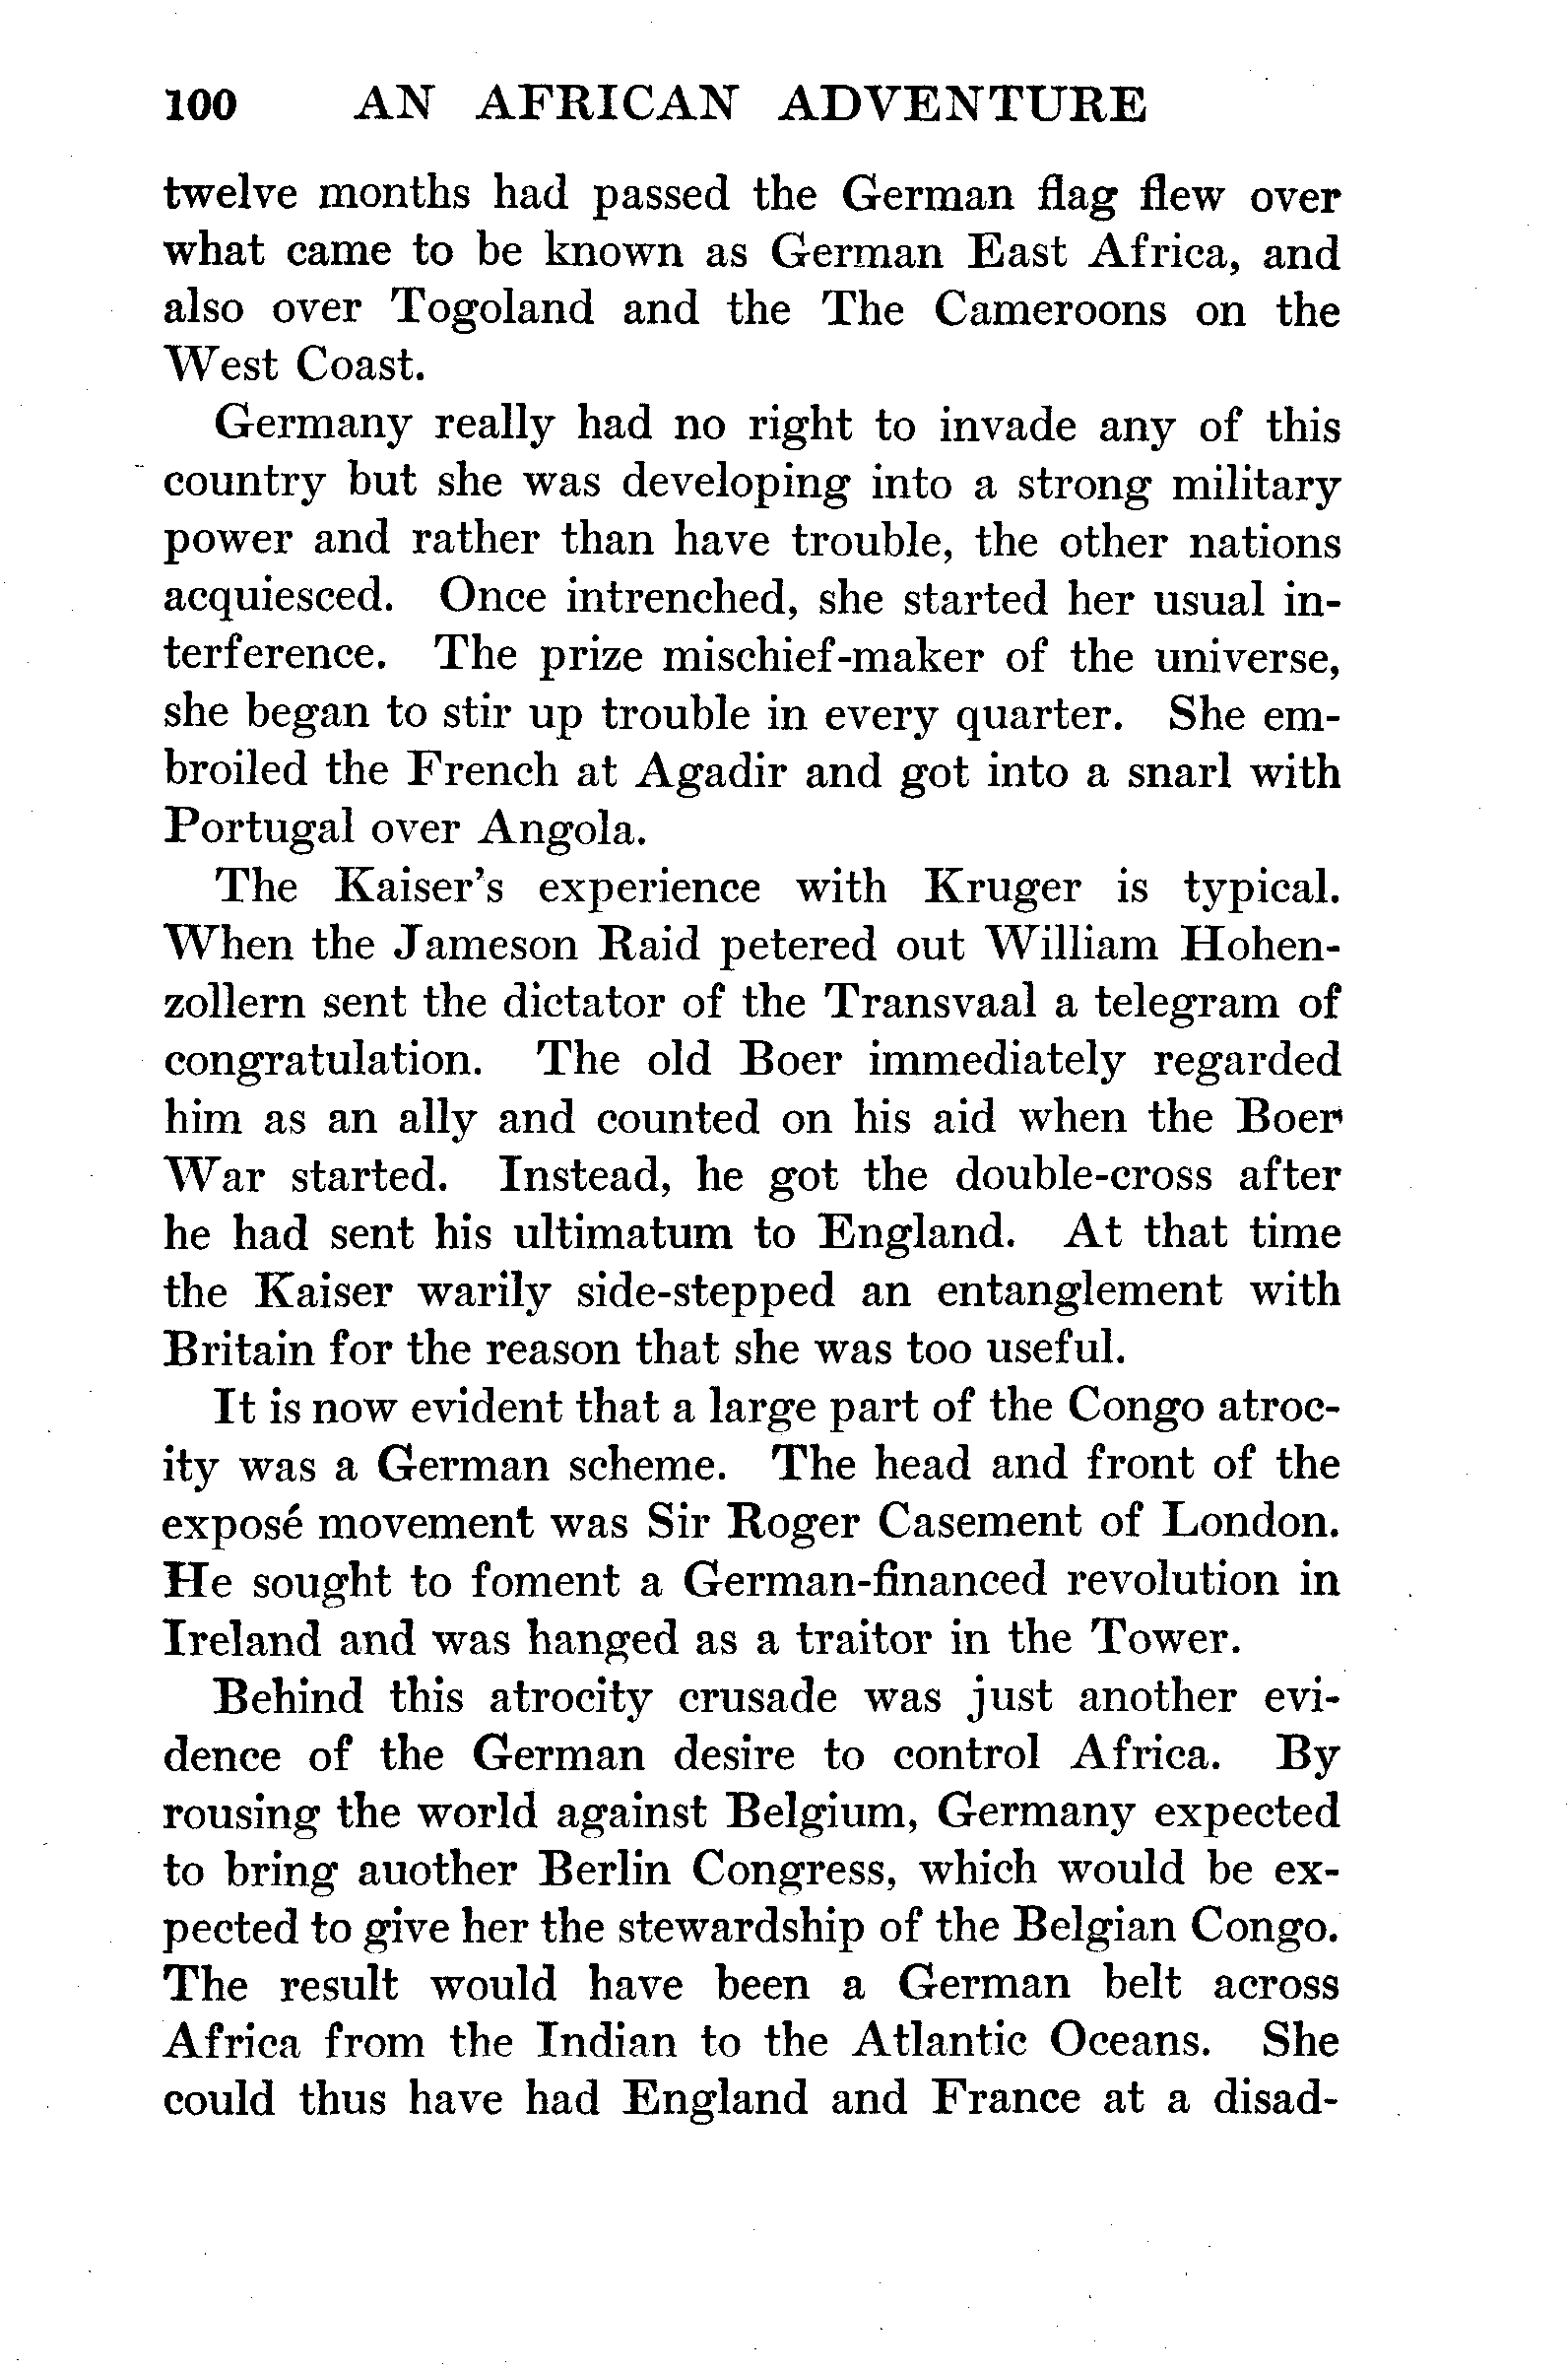 100 AN AFRICAN ADVENTURE
twelve months had passed the German flag flew over
what came to be known as German East Africa, and
also over Togoland and the The Cameroons on the
West Coast.
Germany really had no right to invade any of this
country but she was developing into a strong military
power and rather than have trouble, the other nations
acquiesced. Once intrenched, she started her usual in-
terference. The prize mischief-maker of the universe,
she began to stir up trouble in every quarter. She em-
broiled the French at Agadir and got into a snarl with
Portugal over Angola.
The Kaiser's experience with Kruger is typical.
When the Jameson Raid petered out William Hohen-
zollern sent the dictator of the Transvaal a telegram of
congratulation. The old Boer immediately regarded
him as an ally and counted on his aid when the Boer
War started. Instead, he got the double-cross after
he had sent his ultimatum to England. At that time
the Kaiser warily side-stepped an entanglement with
Britain for the reason that she was too useful.
It is now evident that a large part of the Congo atroc-
ity was a German scheme. The head and front of the
exposé movement was Sir Roger Casement of London.
He sought to foment a German-financed revolution in
Ireland and was hanged as a traitor in the Tower.
Behind this atrocity crusade was just another evi-
dence of the German desire to control Africa. By
rousing the world against Belgium, Germany expected
to bring auother Berlin Congress, which would be ex-
pected to give her the stewardship of the Belgian Congo.
The result would have been a German belt across
Africa from the Indian to the Atlantic Oceans. She
could thus have had England and France at a disad-